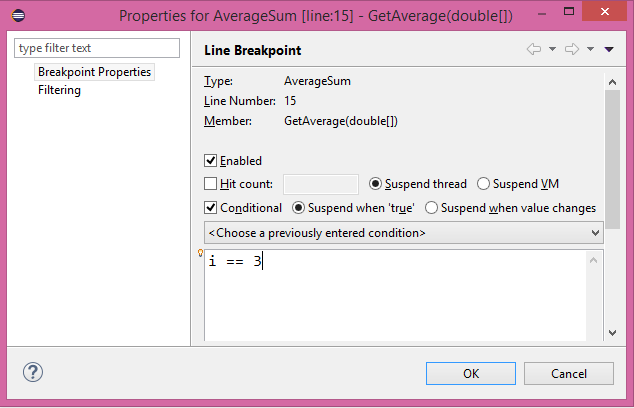 Properties for AverageSum [line:15] - GetAverage(double[])
type filter text
Breakpoint Properties
Filtering
Line Breakpoint
Type: AverageSum
Line Number: 15
Member: GetAverage(double[])
Enabled
Hit count: Suspend thread Suspend VM
Conditional Suspend when 'true' Suspend when value changes
<Choose a previously entered condition>
i == 3
? OK Cancel